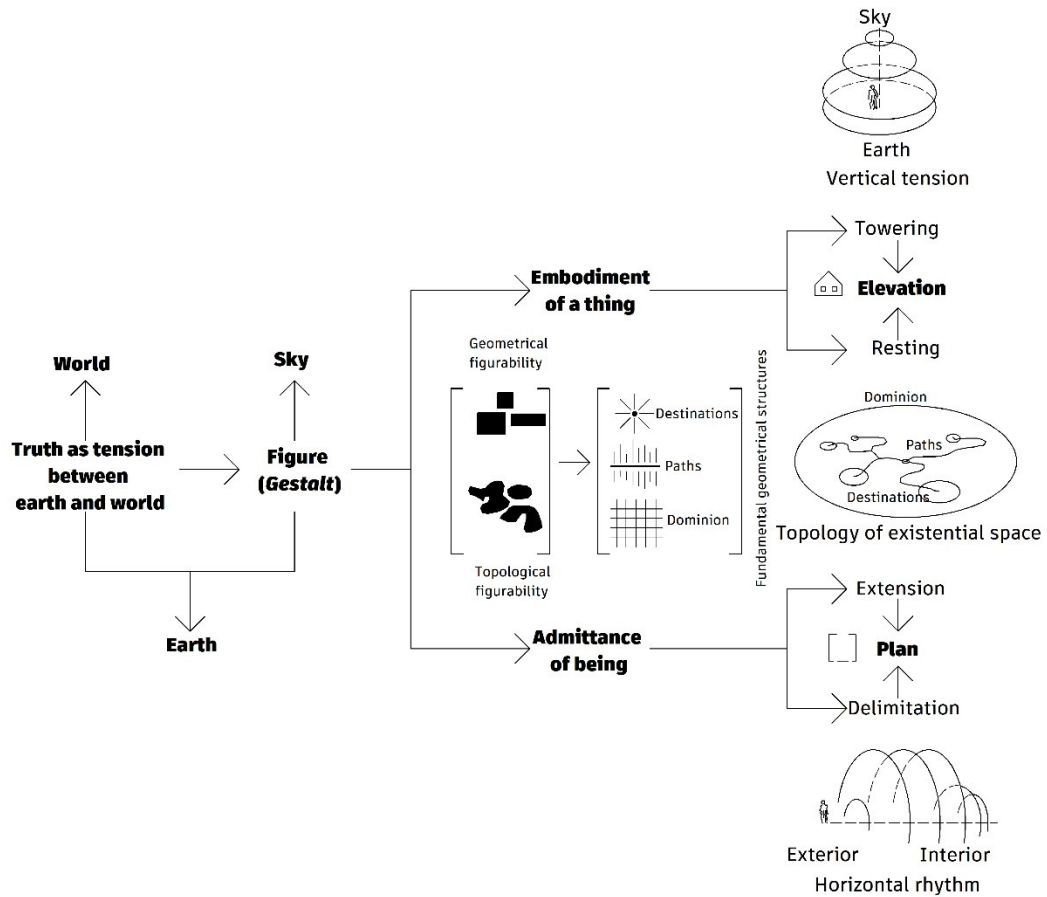 Sky
Earth
Vertical tension
Towering
Elevation
Resting
Embodiment
of a thing
World
Sky
Truth as tension
between
earth and world
Figure
(Gestalt)
Earth
Geometrical
figurability
Topological
figurability
Destinations
Paths
Dominion
Fundamental geometrical structures
Dominion
Paths
Destinations
Topology of existential space
Admittance
of being
Extension
Plan
Delimitation
Exterior
Interior
Horizontal rhythm